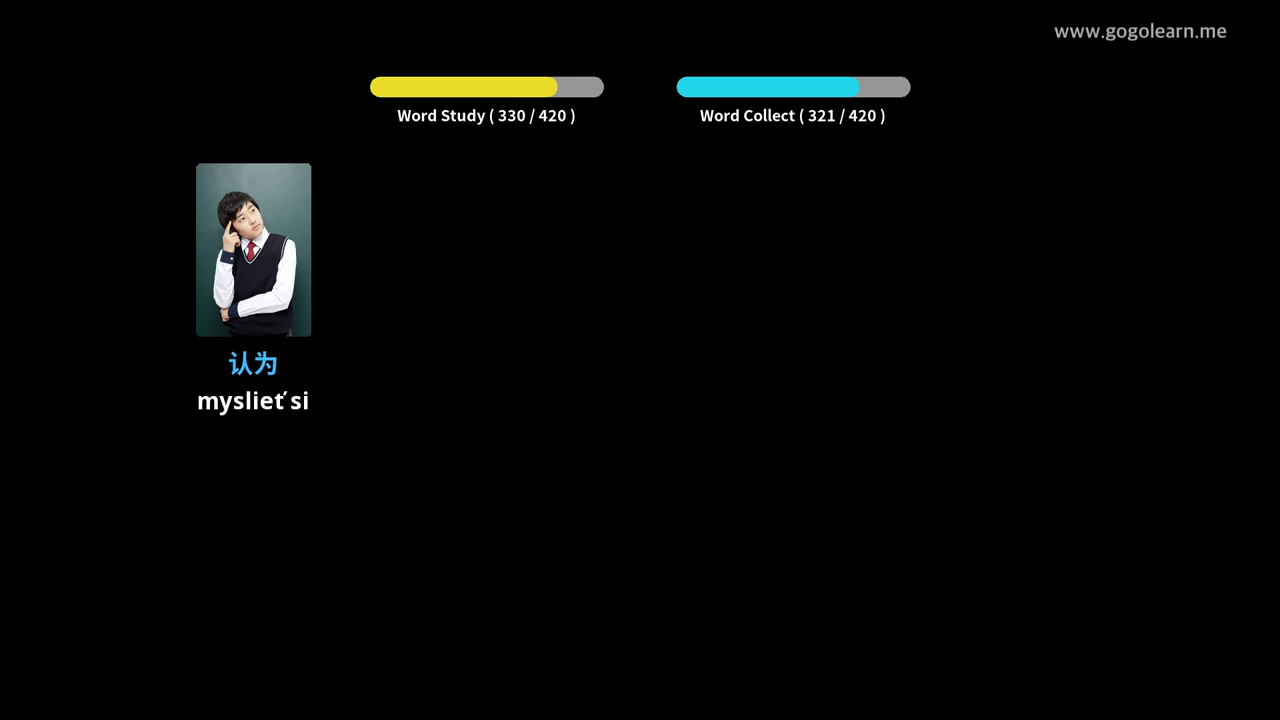 www.gogolearn.me
Word Study ( 330 / 420 )
Word Collect ( 321 / 420 )
认为
myslieť si